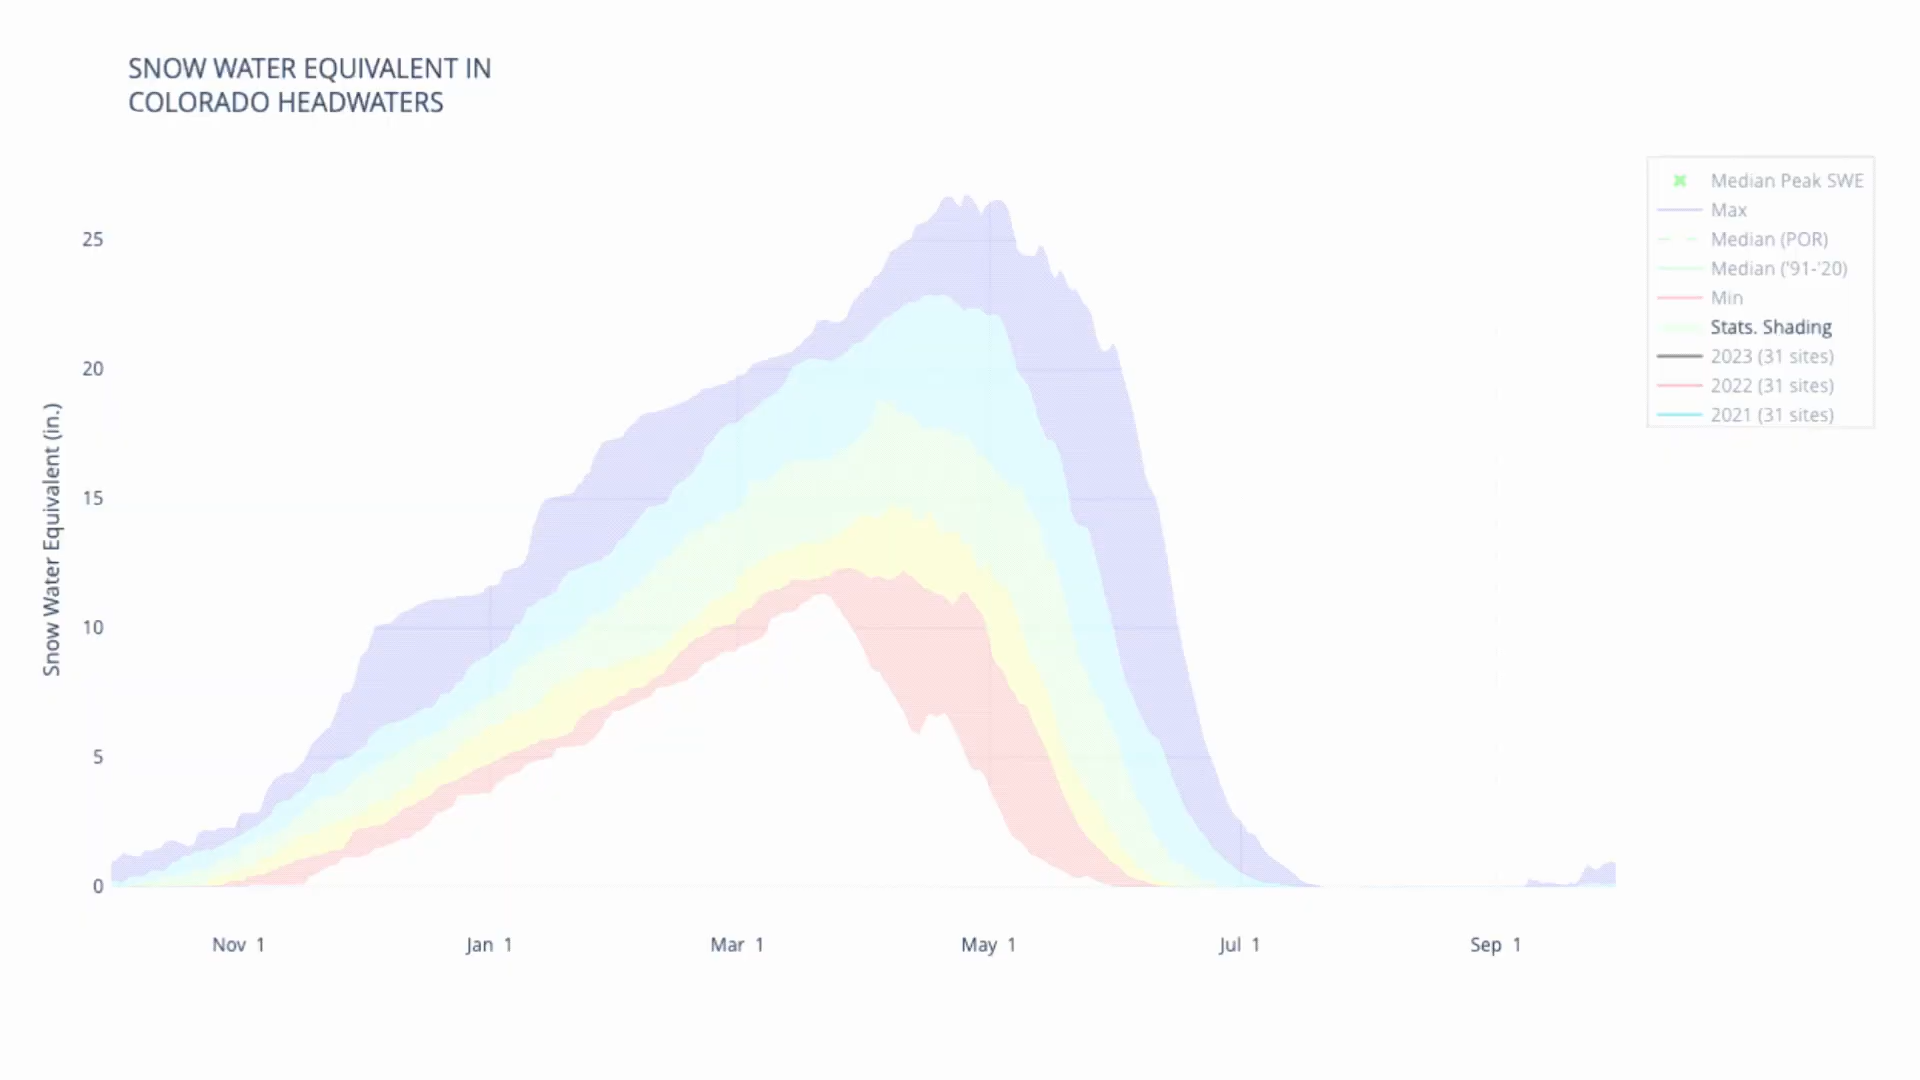 SNOW WATER EQUIVALENT IN
COLORADO HEADWATERS
Median Peak SWE
Max
Median (POR)
Median ('91-'20)
Min
Stats. Shading
2023 (31 sites)
2022 (31 sites)
2021 (31 sites)
Snow Water Equivalent (in.)
25
20
15
10
5
0
Nov 1
Jan 1
Mar 1
May 1
Jul 1
Sep 1